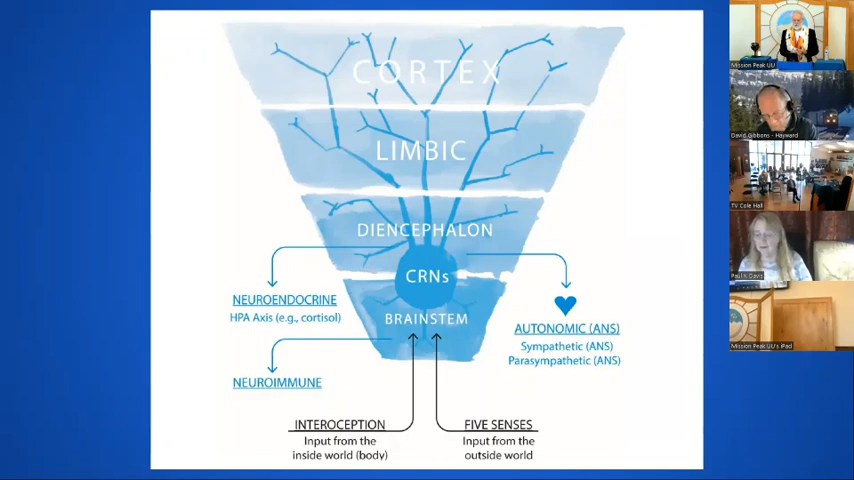 CORTEX
LIMBIC
DIENCEPHALON
CRNs
BRAINSTEM
NEUROENDOCRINE
HPA Axis (e.g., cortisol)
NEUROIMMUNE
AUTONOMIC (ANS)
Sympathetic (ANS)
Parasympathetic (ANS)
INTEROCEPTION
Input from the
inside world (body)
FIVE SENSES
Input from the
outside world
Mission Peak UU
David Gibbons - Hayward
TV Cole Hall
Paul K Davis
Mission Peak UU's iPad